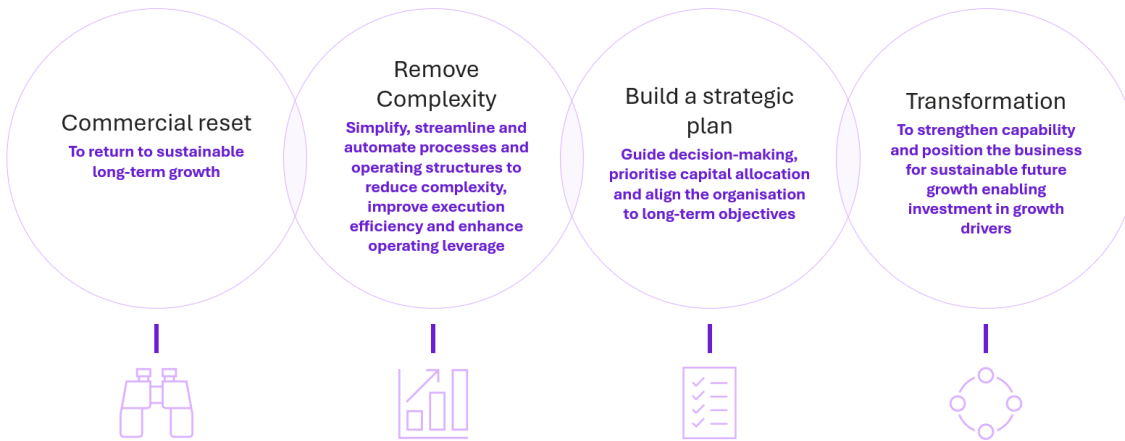 Commercial reset
To return to sustainable
long-term growth
Remove
Complexity
Simplify, streamline and
automate processes and
operating structures to
reduce complexity,
improve execution
efficiency and enhance
operating leverage
Build a strategic
plan
Guide decision-making,
prioritise capital allocation
and align the organisation
to long-term objectives
Transformation
To strengthen capability
and position the business
for sustainable future
growth enabling
investment in growth
drivers